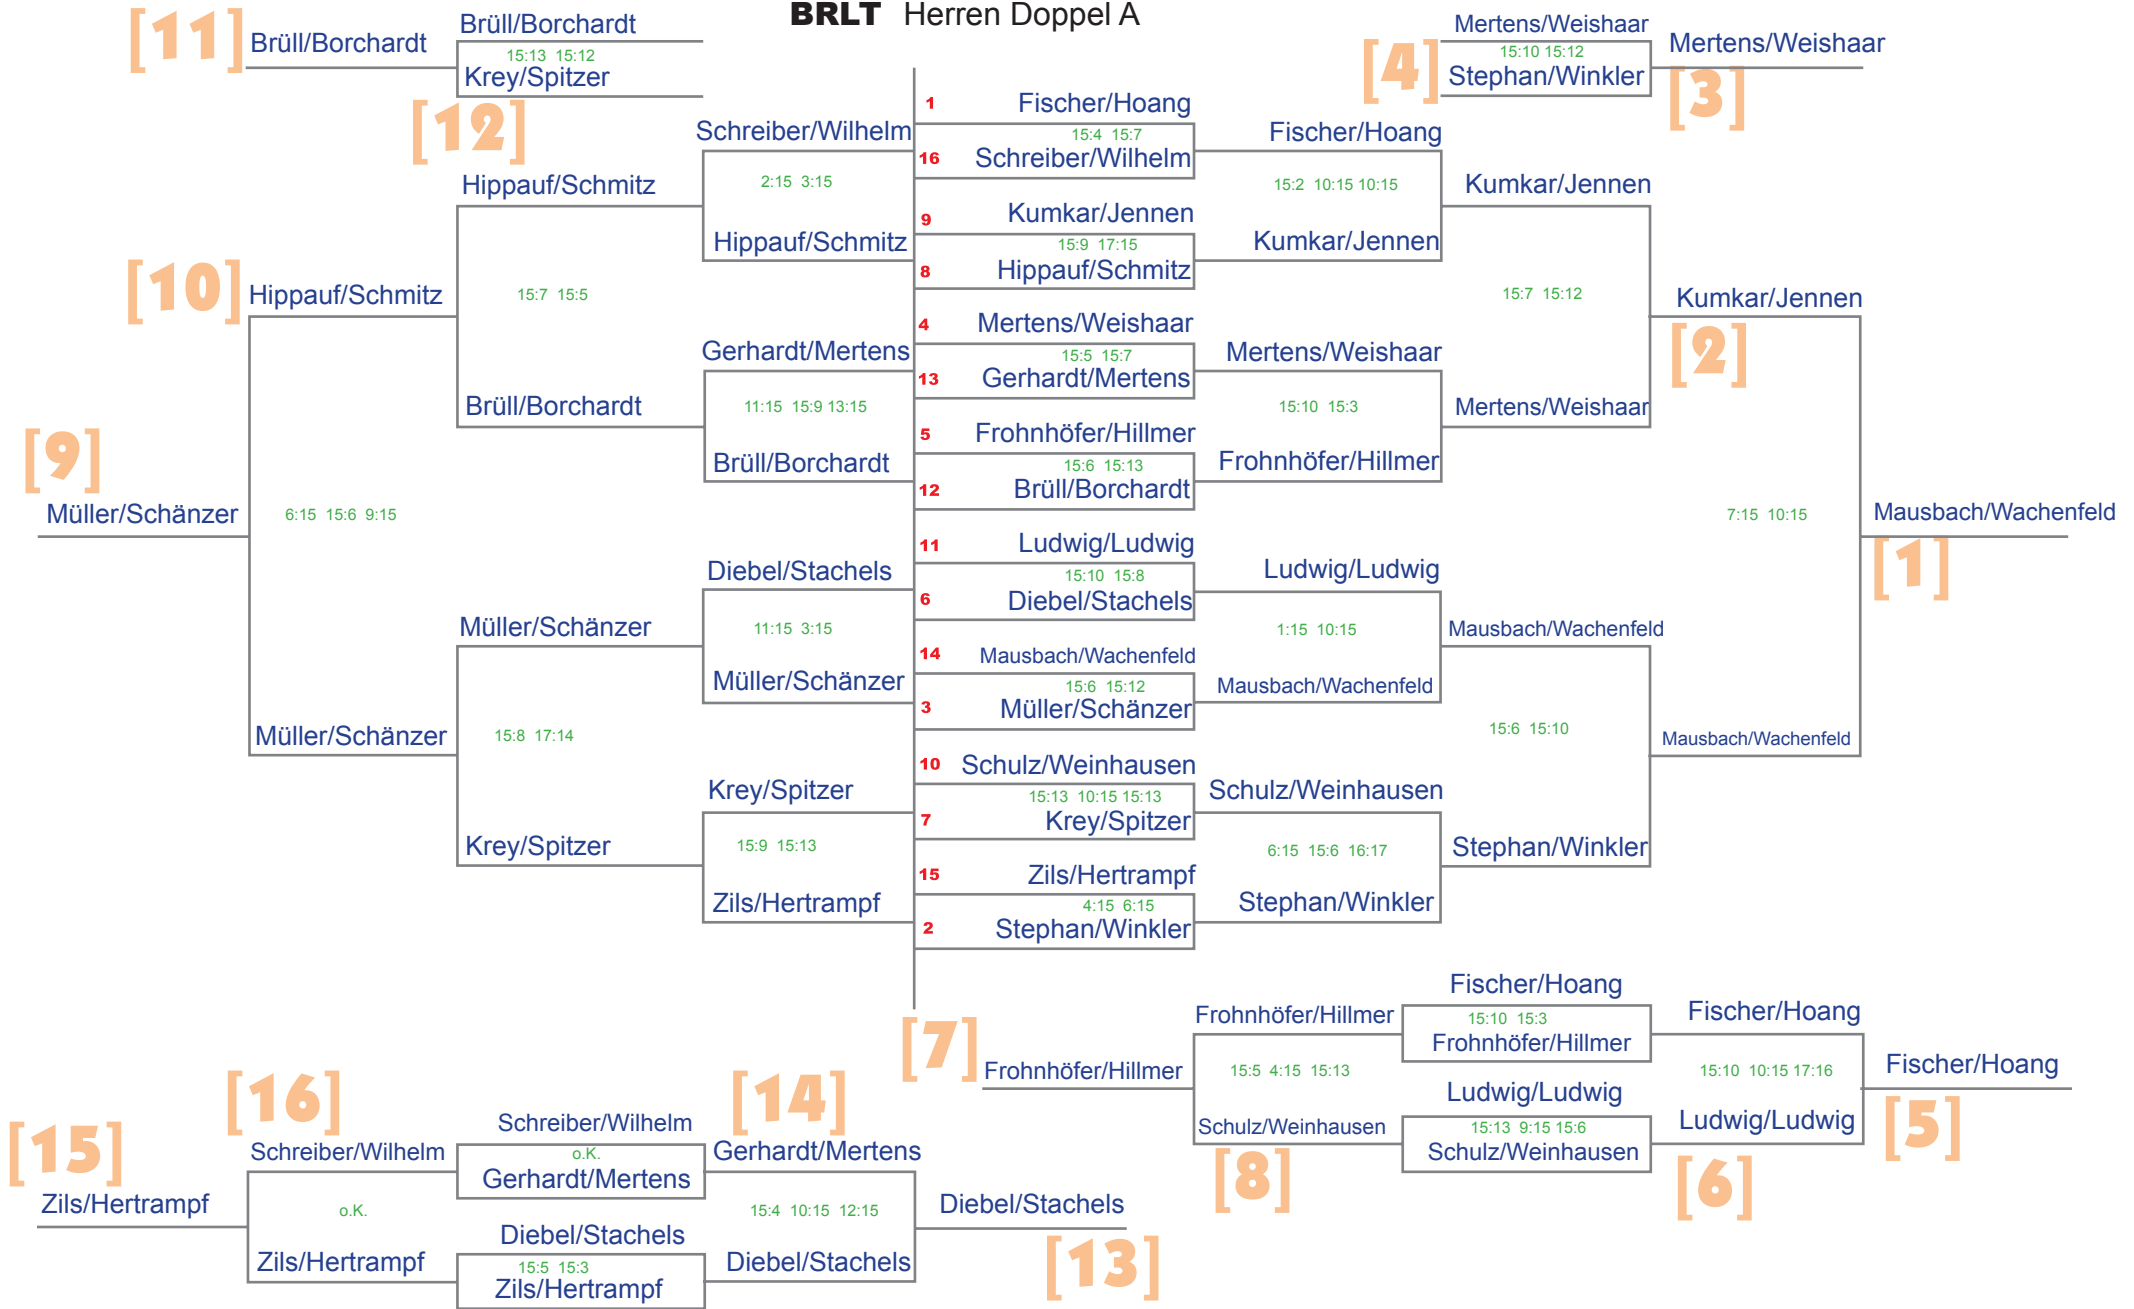 BRLT Herren Doppel A
[11]
Brüll/Borchardt
Brüll/Borchardt
15:13 15:12
Krey/Spitzer
[12]
Mertens/Weishaar
15:10 15:12
Stephan/Winkler
[4]
Mertens/Weishaar
[3]
1 Fischer/Hoang
15:4 15:7
16 Schreiber/Wilhelm
9 Kumkar/Jennen
15:9 17:15
8 Hippauf/Schmitz
4 Mertens/Weishaar
15:5 15:7
13 Gerhardt/Mertens
5 Frohnhöfer/Hillmer
15:6 15:13
12 Brüll/Borchardt
11 Ludwig/Ludwig
15:10 15:8
6 Diebel/Stachels
14 Mausbach/Wachenfeld
15:6 15:12
3 Müller/Schänzer
10 Schulz/Weinhausen
15:13 10:15 15:13
7 Krey/Spitzer
15 Zils/Hertrampf
4:15 6:15
2 Stephan/Winkler
Fischer/Hoang
15:2 10:15 10:15
Kumkar/Jennen
Mertens/Weishaar
15:10 15:3
Frohnhöfer/Hillmer
Ludwig/Ludwig
1:15 10:15
Mausbach/Wachenfeld
Schulz/Weinhausen
6:15 15:6 16:17
Stephan/Winkler
Kumkar/Jennen
15:7 15:12
Mertens/Weishaar
Mausbach/Wachenfeld
15:6 15:10
Stephan/Winkler
Kumkar/Jennen
[2]
7:15 10:15
Mausbach/Wachenfeld
Mausbach/Wachenfeld
[1]
Schreiber/Wilhelm
2:15 3:15
Hippauf/Schmitz
Gerhardt/Mertens
11:15 15:9 13:15
Brüll/Borchardt
Diebel/Stachels
11:15 3:15
Müller/Schänzer
Krey/Spitzer
15:9 15:13
Zils/Hertrampf
Hippauf/Schmitz
15:7 15:5
Brüll/Borchardt
Müller/Schänzer
15:8 17:14
Krey/Spitzer
[10]
Hippauf/Schmitz
6:15 15:6 9:15
Müller/Schänzer
[9]
Müller/Schänzer
[7]
Frohnhöfer/Hillmer
Frohnhöfer/Hillmer
15:5 4:15 15:13
Schulz/Weinhausen
[8]
Fischer/Hoang
15:10 15:3
Frohnhöfer/Hillmer
Ludwig/Ludwig
15:13 9:15 15:6
Schulz/Weinhausen
Fischer/Hoang
15:10 10:15 17:16
Ludwig/Ludwig
[6]
Fischer/Hoang
[5]
[15]
Zils/Hertrampf
[16]
Schreiber/Wilhelm
o.K.
Zils/Hertrampf
Schreiber/Wilhelm
o.K.
Gerhardt/Mertens
Diebel/Stachels
15:5 15:3
Zils/Hertrampf
[14]
Gerhardt/Mertens
15:4 10:15 12:15
Diebel/Stachels
Diebel/Stachels
[13]